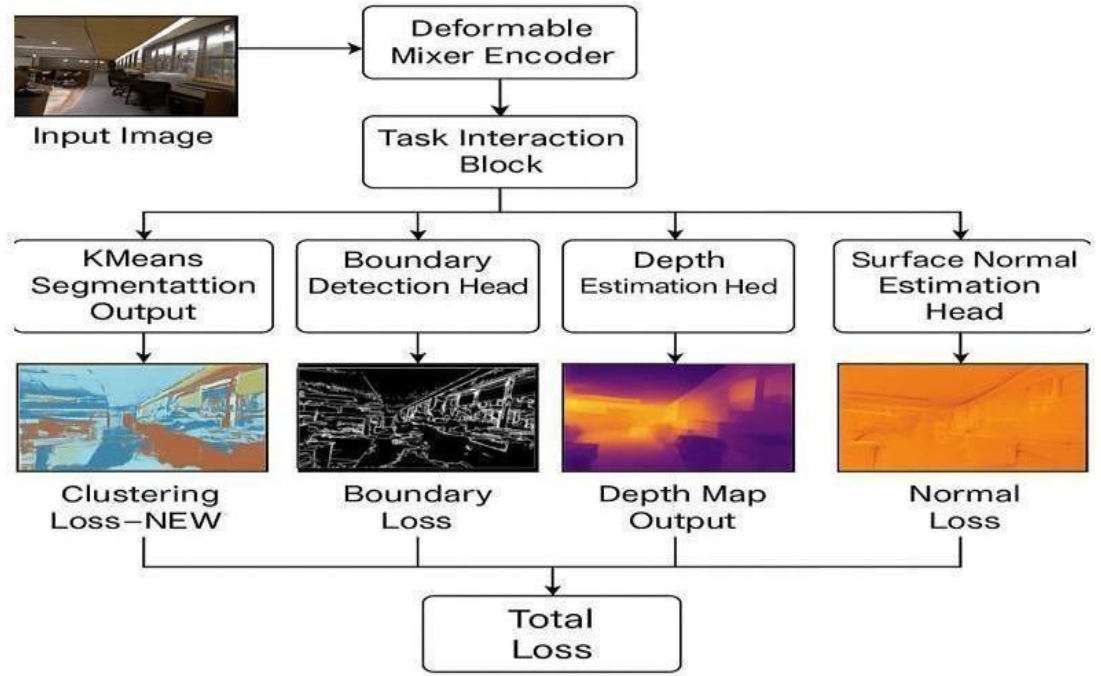 Deformable
Mixer Encoder
Input Image
Task Interaction
Block
KMeans
Segmentattion
Output
Boundary
Detection Head
Depth
Estimation Hed
Surface Normal
Estimation
Head
Clustering
Loss–NEW
Boundary
Loss
Depth Map
Output
Normal
Loss
Total
Loss